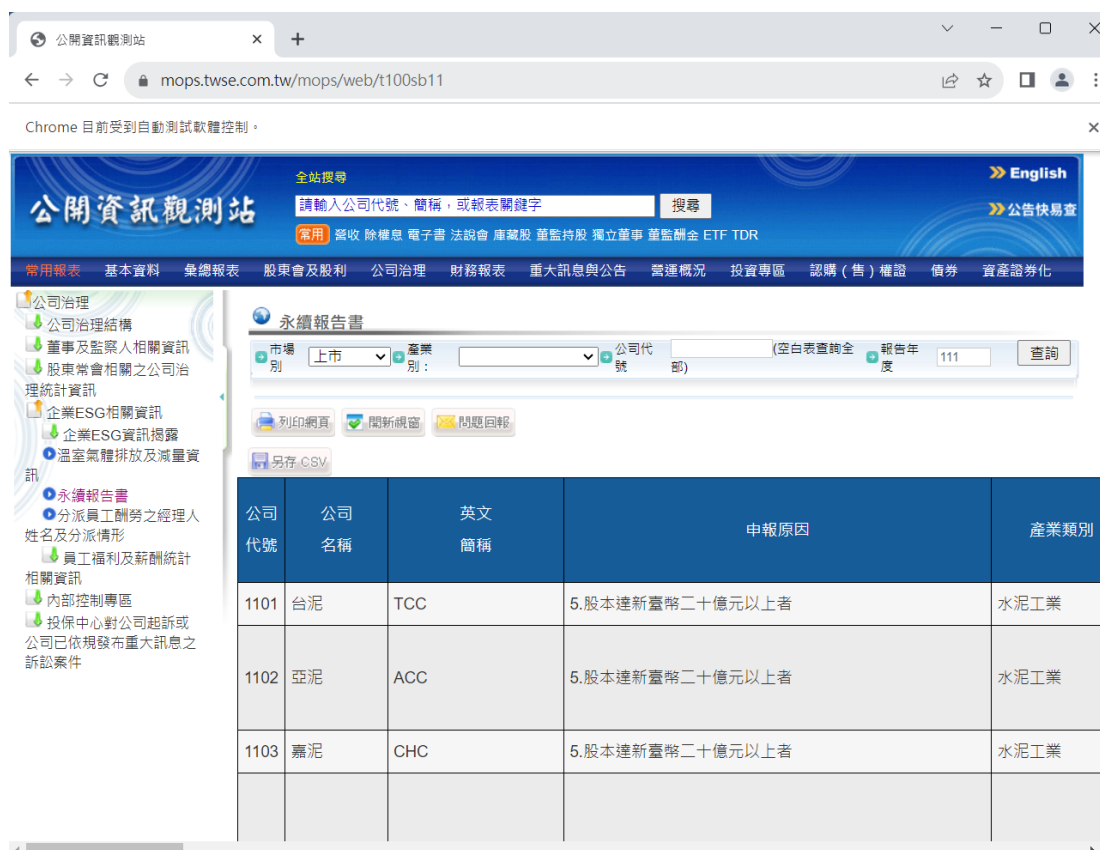 公開資訊觀測站
mops.twse.com.tw/mops/web/t100sb11
Chrome 目前受到自動測試軟體控制。
公開資訊觀測站
全站搜尋
請輸入公司代號、簡稱，或報表關鍵字 搜尋
常用 營收 除權息 電子書 法說會 庫藏股 董監持股 獨立董事 董監酬金 ETF TDR
English
公告快易查
常用報表 基本資料 彙總報表 股東會及股利 公司治理 財務報表 重大訊息與公告 營運概況 投資專區 認購(售)權證 債券 資產證券化
公司治理
公司治理結構
董事及監察人相關資訊
股東常會相關之公司治
理統計資訊
企業ESG相關資訊
企業ESG資訊揭露
溫室氣體排放及減量資
訊
永續報告書
分派員工酬勞之經理人
姓名及分派情形
員工福利及薪酬統計
相關資訊
內部控制專區
投保中心對公司起訴或
公司已依規發布重大訊息之
訴訟案件
永續報告書
市場 產業 公司代 (空白表查詢全 報告年
別 上市 別： 號 部) 度 111 查詢
列印網頁 開新視窗 問題回報
另存 CSV
公司 公司 英文 申報原因 產業類別
代號 名稱 簡稱
1101 台泥 TCC 5.股本達新臺幣二十億元以上者 水泥工業
1102 亞泥 ACC 5.股本達新臺幣二十億元以上者 水泥工業
1103 嘉泥 CHC 5.股本達新臺幣二十億元以上者 水泥工業